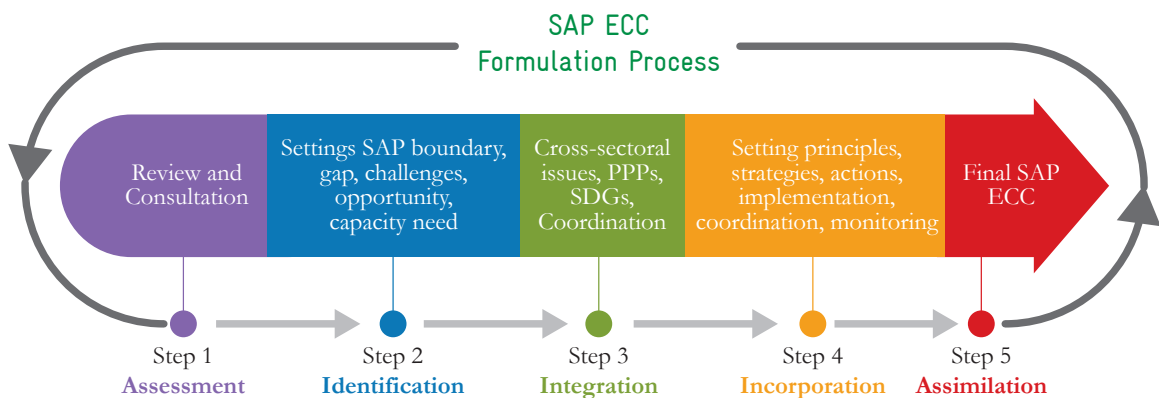 SAP ECC
Formulation Process
Review and
Consultation
Settings SAP boundary,
gap, challenges,
opportunity,
capacity need
Cross-sectoral
issues, PPPs,
SDGs,
Coordination
Setting principles,
strategies, actions,
implementation,
coordination, monitoring
Final SAP
ECC
Step 1
Assessment
Step 2
Identification
Step 3
Integration
Step 4
Incorporation
Step 5
Assimilation